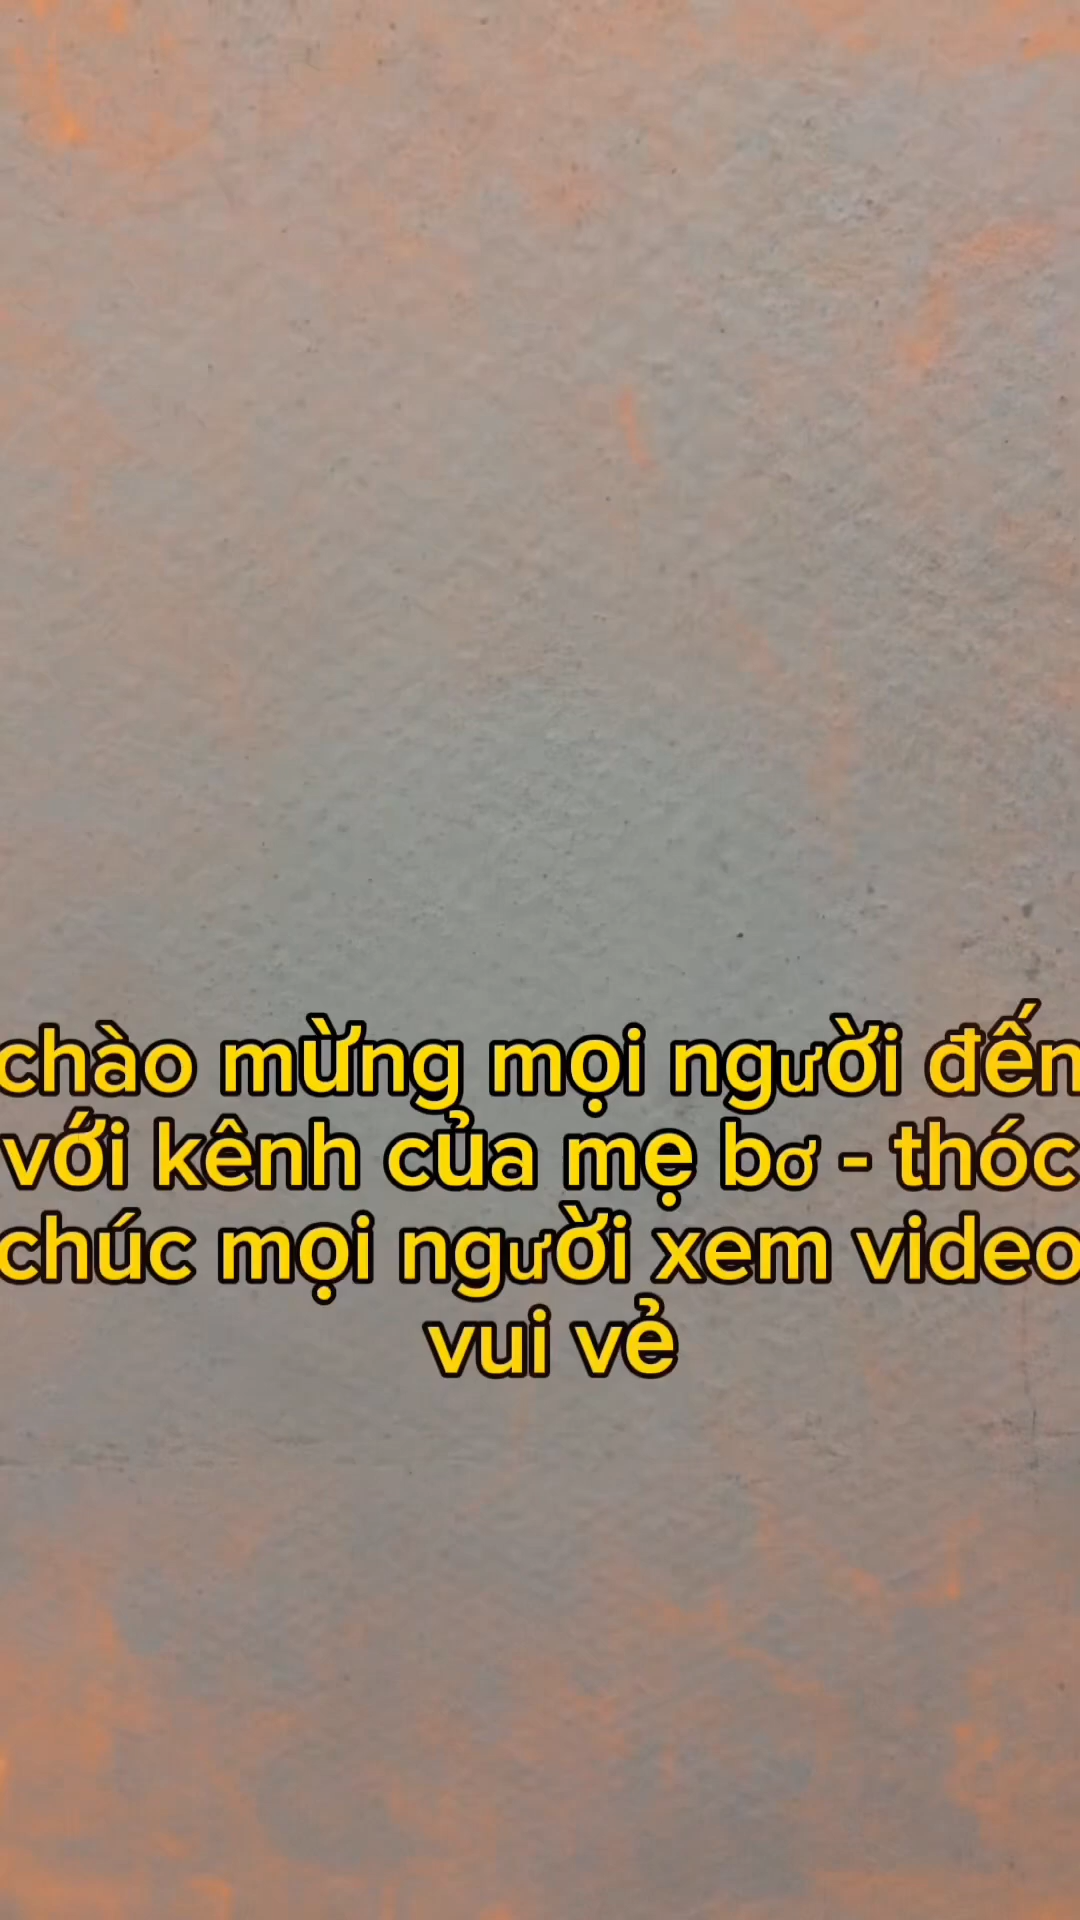 chào mừng mọi người đến
với kênh của mẹ bơ - thóc
chúc mọi người xem video
vui vẻ